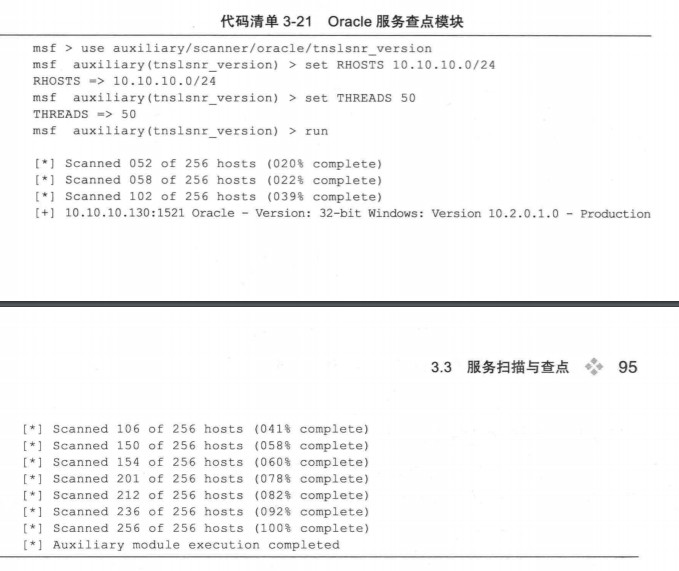 代码清单 3-21 Oracle 服务查点模块
msf > use auxiliary/scanner/oracle/tnslsnr_version
msf auxiliary(tnslsnr_version) > set RHOSTS 10.10.10.0/24
RHOSTS => 10.10.10.0/24
msf auxiliary(tnslsnr_version) > set THREADS 50
THREADS => 50
msf auxiliary(tnslsnr_version) > run
[*] Scanned 052 of 256 hosts (020% complete)
[*] Scanned 058 of 256 hosts (022% complete)
[*] Scanned 102 of 256 hosts (039% complete)
[+] 10.10.10.130:1521 Oracle - Version: 32-bit Windows: Version 10.2.0.1.0 - Production
3.3 服务扫描与查点 95
[*] Scanned 106 of 256 hosts (041% complete)
[*] Scanned 150 of 256 hosts (058% complete)
[*] Scanned 154 of 256 hosts (060% complete)
[*] Scanned 201 of 256 hosts (078% complete)
[*] Scanned 212 of 256 hosts (082% complete)
[*] Scanned 236 of 256 hosts (092% complete)
[*] Scanned 256 of 256 hosts (100% complete)
[*] Auxiliary module execution completed